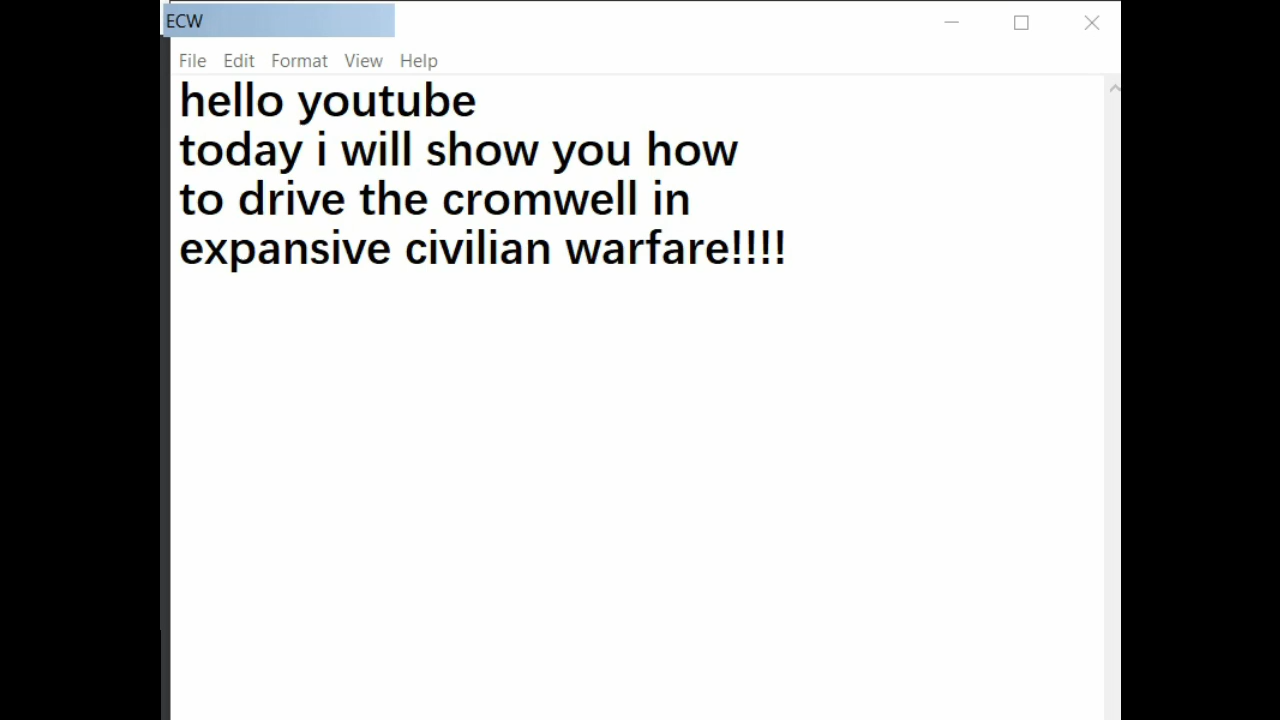 ECW
File Edit Format View Help
hello youtube
today i will show you how
to drive the cromwell in
expansive civilian warfare!!!!